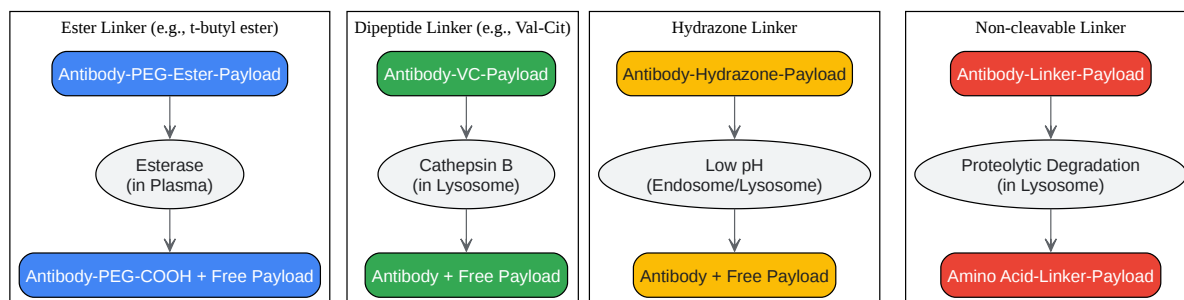 Ester Linker (e.g., t-butyl ester)
Antibody-PEG-Ester-Payload
Esterase
(in Plasma)
Antibody-PEG-COOH + Free Payload
Dipeptide Linker (e.g., Val-Cit)
Antibody-VC-Payload
Cathepsin B
(in Lysosome)
Antibody + Free Payload
Hydrazone Linker
Antibody-Hydrazone-Payload
Low pH
(Endosome/Lysosome)
Antibody + Free Payload
Non-cleavable Linker
Antibody-Linker-Payload
Proteolytic Degradation
(in Lysosome)
Amino Acid-Linker-Payload